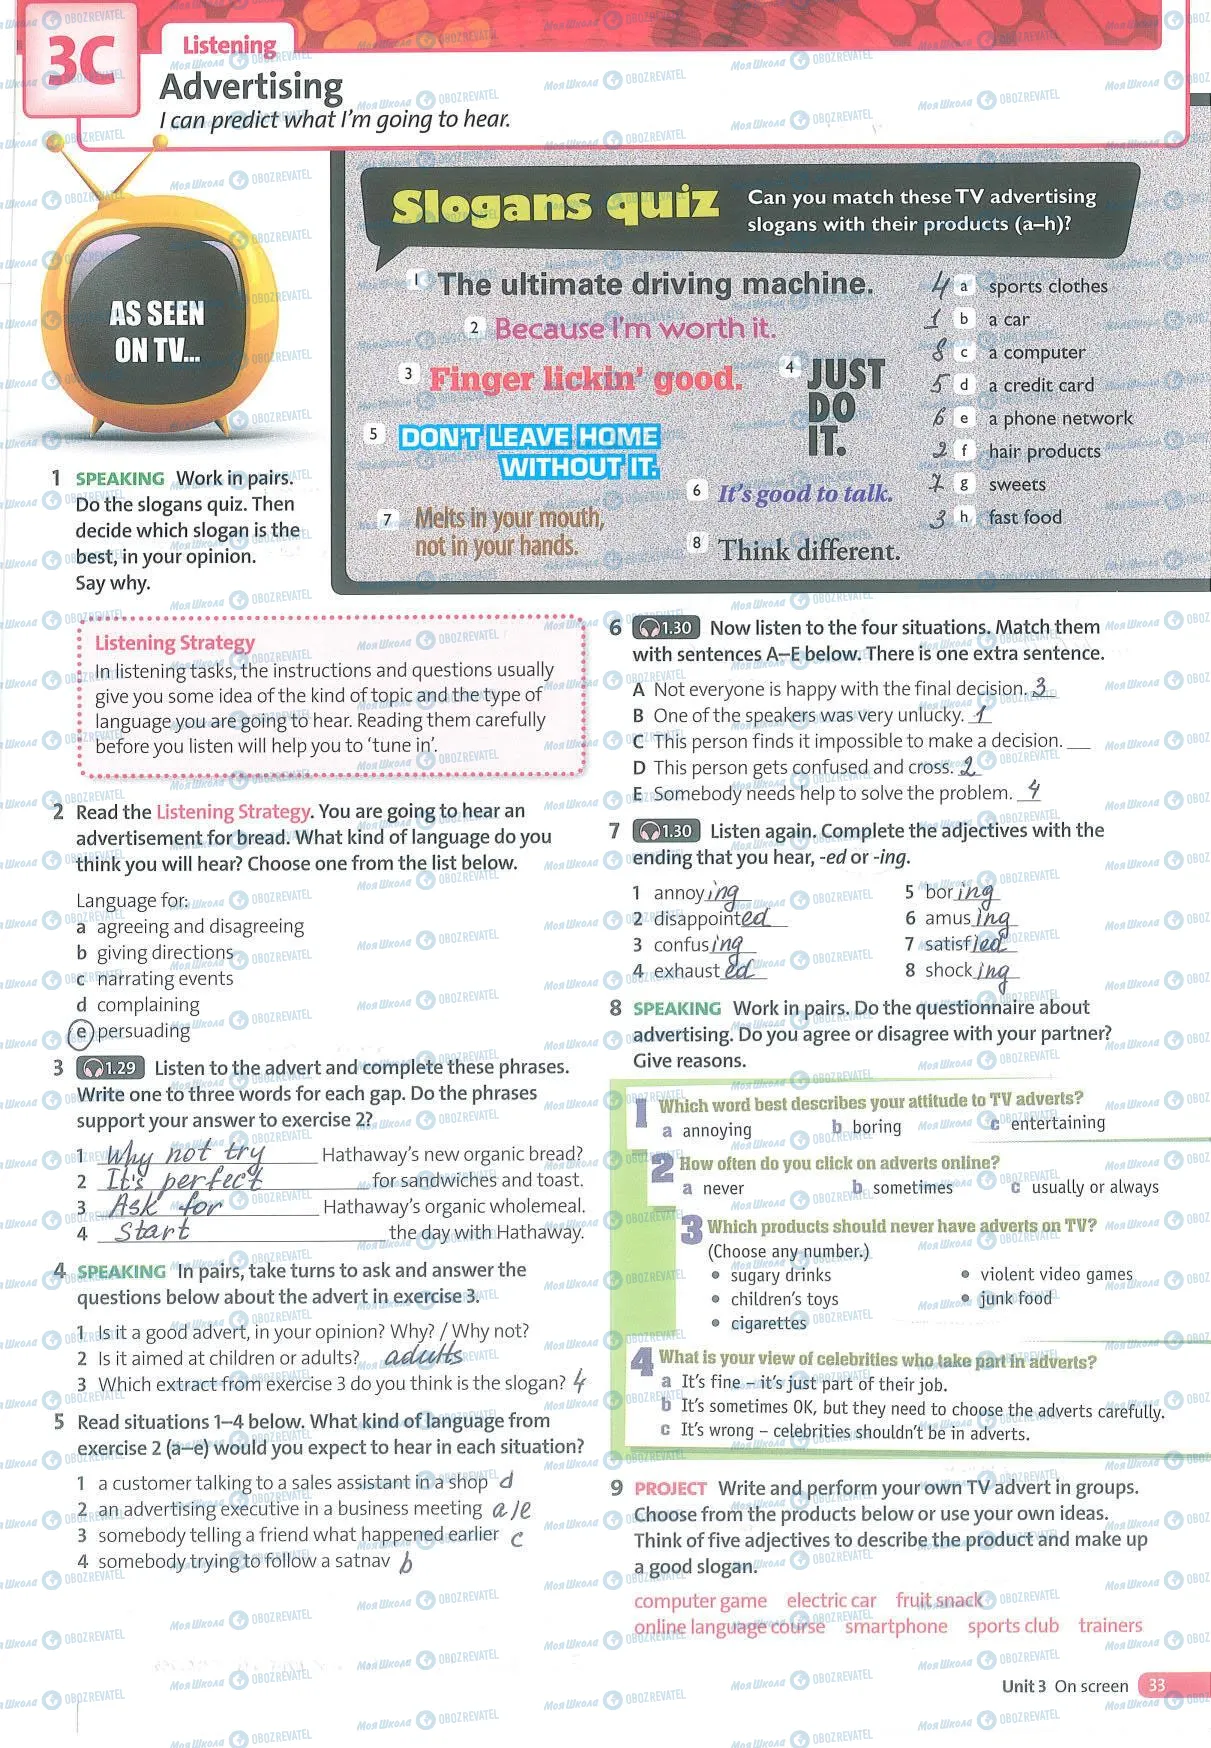 3C
Listening
Advertising
I can predict what I'm going to hear.
AS SEEN
ON TV...
Slogans quiz
Can you match these TV advertising
slogans with their products (a–h)?
1 The ultimate driving machine.
2 Because I'm worth it.
3 Finger lickin' good.
4 JUST
DO
IT.
5 DON'T LEAVE HOME
WITHOUT IT.
6 It's good to talk.
7 Melts in your mouth,
not in your hands.
8 Think different.
4 a sports clothes
1 b a car
8 c a computer
5 d a credit card
6 e a phone network
2 f hair products
7 g sweets
3 h fast food
1 SPEAKING Work in pairs.
Do the slogans quiz. Then
decide which slogan is the
best, in your opinion.
Say why.
Listening Strategy
In listening tasks, the instructions and questions usually
give you some idea of the kind of topic and the type of
language you are going to hear. Reading them carefully
before you listen will help you to 'tune in'.
2 Read the Listening Strategy. You are going to hear an
advertisement for bread. What kind of language do you
think you will hear? Choose one from the list below.
Language for:
a agreeing and disagreeing
b giving directions
c narrating events
d complaining
e persuading
3 1.29 Listen to the advert and complete these phrases.
Write one to three words for each gap. Do the phrases
support your answer to exercise 2?
1 Why not try Hathaway's new organic bread?
2 It's perfect for sandwiches and toast.
3 Ask for Hathaway's organic wholemeal.
4 Start the day with Hathaway.
4 SPEAKING In pairs, take turns to ask and answer the
questions below about the advert in exercise 3.
1 Is it a good advert, in your opinion? Why? / Why not?
2 Is it aimed at children or adults? adults
3 Which extract from exercise 3 do you think is the slogan? 4
5 Read situations 1–4 below. What kind of language from
exercise 2 (a–e) would you expect to hear in each situation?
1 a customer talking to a sales assistant in a shop d
2 an advertising executive in a business meeting a/e
3 somebody telling a friend what happened earlier c
4 somebody trying to follow a satnav b
6 1.30 Now listen to the four situations. Match them
with sentences A–E below. There is one extra sentence.
A Not everyone is happy with the final decision. 3
B One of the speakers was very unlucky. 1
C This person finds it impossible to make a decision. __
D This person gets confused and cross. 2
E Somebody needs help to solve the problem. 4
7 1.30 Listen again. Complete the adjectives with the
ending that you hear, -ed or -ing.
1 annoying
2 disappointed
3 confusing
4 exhausted
5 boring
6 amusing
7 satisfied
8 shocking
8 SPEAKING Work in pairs. Do the questionnaire about
advertising. Do you agree or disagree with your partner?
Give reasons.
1 Which word best describes your attitude to TV adverts?
a annoying b boring c entertaining
2 How often do you click on adverts online?
a never b sometimes c usually or always
3 Which products should never have adverts on TV?
(Choose any number.)
• sugary drinks • violent video games
• children's toys • junk food
• cigarettes
4 What is your view of celebrities who take part in adverts?
a It's fine – it's just part of their job.
b It's sometimes OK, but they need to choose the adverts carefully.
c It's wrong – celebrities shouldn't be in adverts.
9 PROJECT Write and perform your own TV advert in groups.
Choose from the products below or use your own ideas.
Think of five adjectives to describe the product and make up
a good slogan.
computer game electric car fruit snack
online language course smartphone sports club trainers
Unit 3 On screen 33